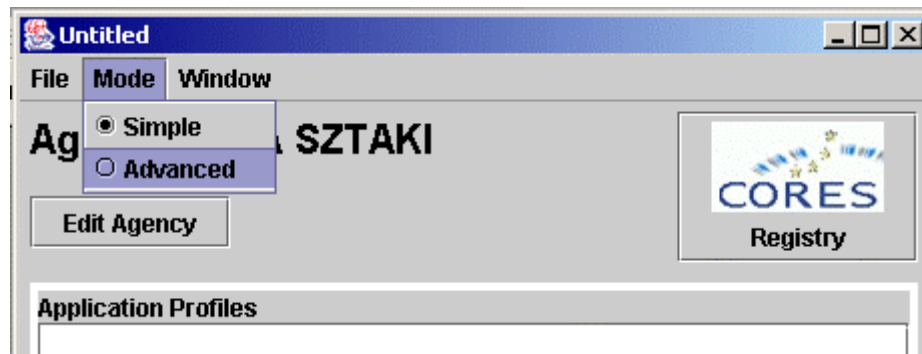 Untitled
File Mode Window
Simple
Ag SZTAKI
Advanced
CORES
Edit Agency
Registry
Application Profiles